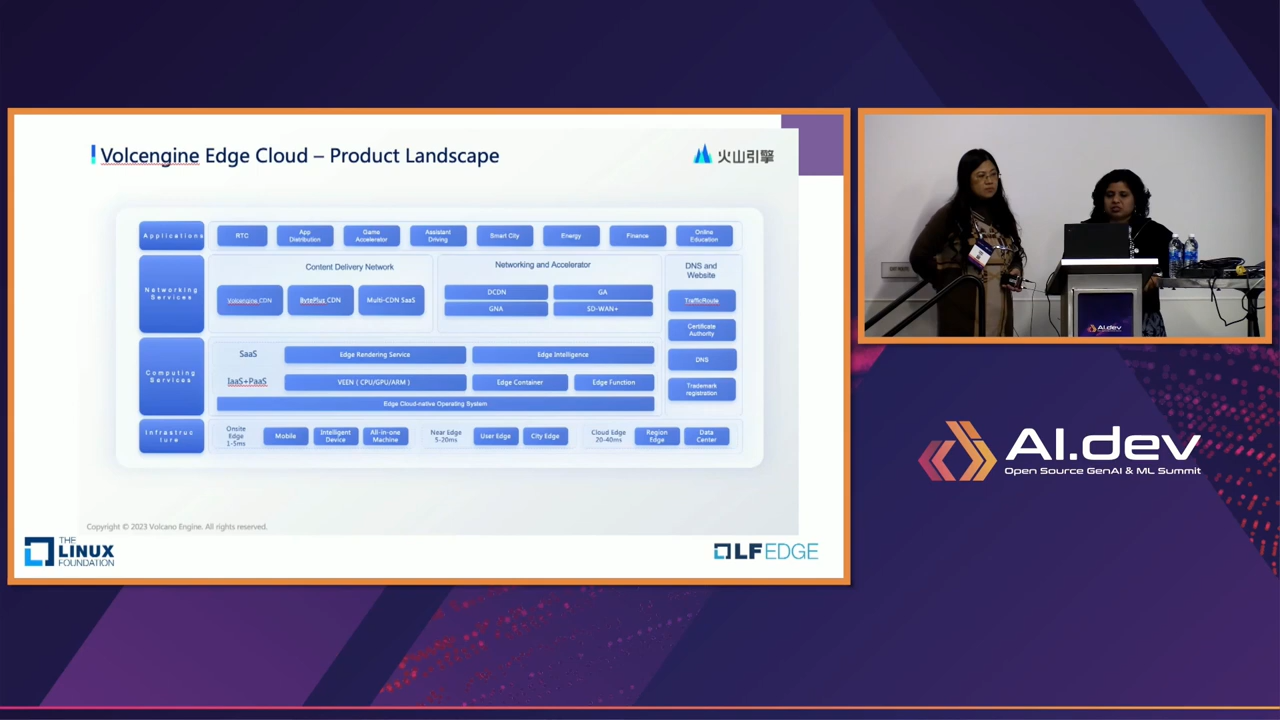 Volcengine Edge Cloud – Product Landscape
火山引擎
Applications
RTC
App
Distribution
Game
Accelerator
Assistant
Driving
Smart City
Energy
Finance
Online
Education
Networking
Services
Content Delivery Network
Volcengine CDN
BytePlus CDN
Multi-CDN SaaS
Networking and Accelerator
DCDN
GA
GNA
SD-WAN+
DNS and
Website
TrafficRoute
Certificate
Authority
DNS
Trademark
registration
Computing
Services
SaaS
Edge Rendering Service
Edge Intelligence
IaaS+PaaS
VEEN ( CPU/GPU/ARM )
Edge Container
Edge Function
Edge Cloud-native Operating System
Infrastruc
ture
Onsite
Edge
1-5ms
Mobile
Intelligent
Device
All-in-one
Machine
Near Edge
5-20ms
User Edge
City Edge
Cloud Edge
20-40ms
Region
Edge
Data
Center
Copyright © 2023 Volcano Engine. All rights reserved.
THE
LINUX
FOUNDATION
LF EDGE
AI.dev
AI.dev
Open Source GenAI & ML Summit